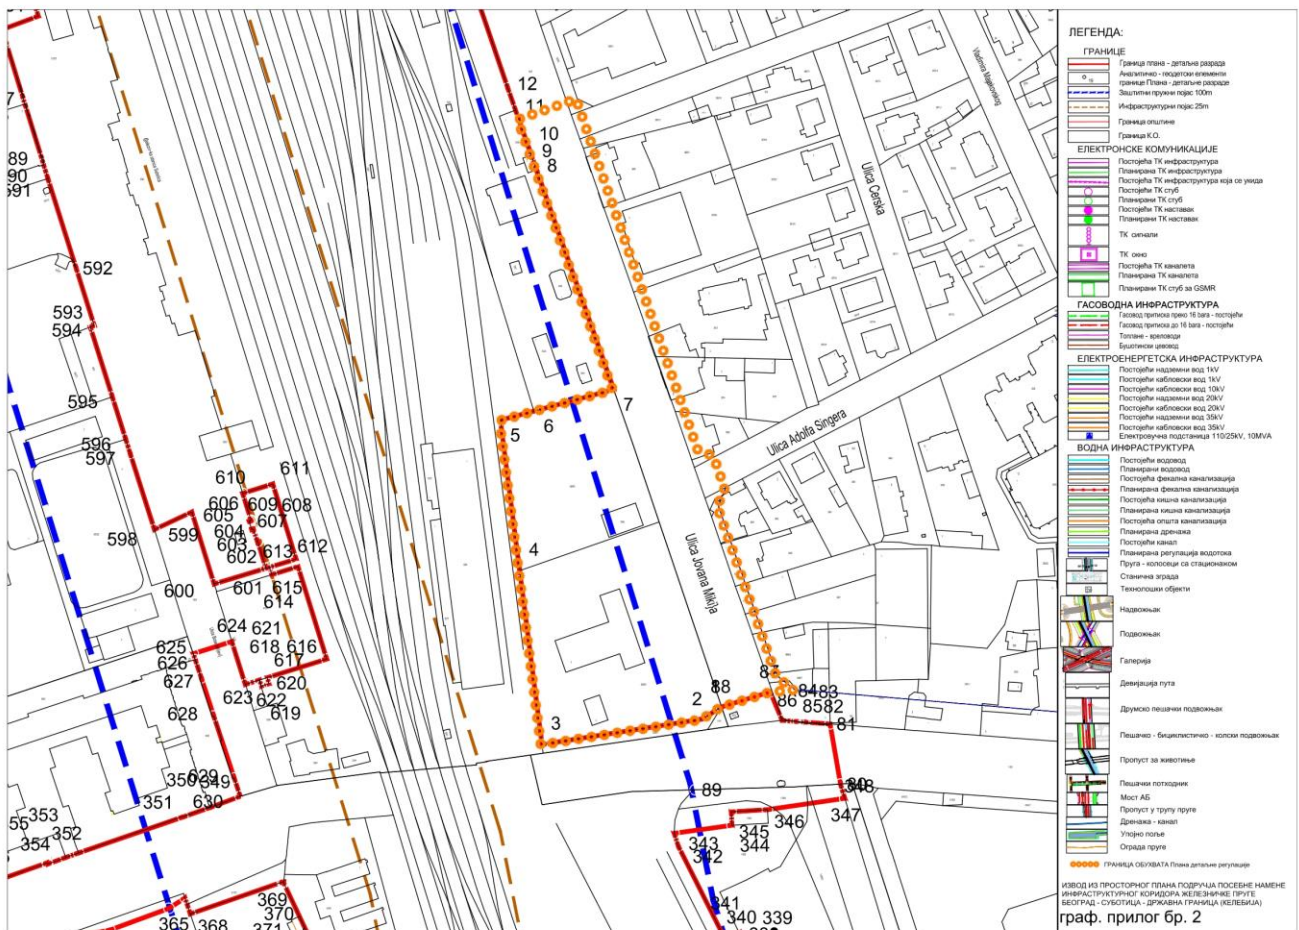 12
11
10
9
8
7
6
5
4
3
2
88
87
86
84
83
85
82
81
80
348
347
346
345
344
343
342
341
340
339
89
589
590
591
592
593
594
595
596
597
598
599
600
610
611
606
609
608
605
607
604
603
602
613
612
601
615
614
624
621
625
618
616
626
617
627
623
620
622
619
628
629
350
349
351
630
353
352
354
369
370
371
365
368
Ulica Cerska
Ulica Adolfa Singera
Ulica Jovana Mikija
ЛЕГЕНДА:
ГРАНИЦЕ
Граница плана - детаљна разрада
Аналитичко - геодетски елементи
границе Плана - детаљне разраде
Заштитни пружни појас 100m
Инфраструктурни појас 25m
Граница општине
Граница К.О.
ЕЛЕКТРОНСКЕ КОМУНИКАЦИЈЕ
Постојећа ТК инфраструктура
Планирана ТК инфраструктура
Постојећа ТК инфраструктура која се укида
Постојећи ТК стуб
Планирани ТК стуб
Постојећи ТК наставак
Планирани ТК наставак
ТК сигнали
ТК окно
Постојећа ТК каналета
Планирана ТК каналета
Планирани ТК стуб за GSMR
ГАСОВОДНА ИНФРАСТРУКТУРА
Гасовод притиска преко 16 bara - постојећи
Гасовод притиска до 16 bara - постојећи
Топлане - вреловоди
Бушотински цевовод
ЕЛЕКТРОЕНЕРГЕТСКА ИНФРАСТРУКТУРА
Постојећи надземни вод 1kV
Постојећи кабловски вод 1kV
Постојећи кабловски вод 10kV
Постојећи надземни вод 20kV
Постојећи кабловски вод 20kV
Постојећи надземни вод 35kV
Постојећи кабловски вод 35kV
Електровучна подстаница 110/25kV, 10MVA
ВОДНА ИНФРАСТРУКТУРА
Постојећи водовод
Планирани водовод
Постојећа фекална канализација
Планирана фекална канализација
Постојећа кишна канализација
Планирана кишна канализација
Постојећа општа канализација
Планирана дренажа
Постојећи канал
Планирана регулација водотока
Пруга - колосеци са стационажом
Станична зграда
Технолошки објекти
Надвожњак
Подвожњак
Галерија
Девијација пута
Друмско пешачки подвожњак
Пешачко - бициклистичко - колски подвожњак
Пропуст за животиње
Пешачки потходник
Мост АБ
Пропуст у трупу пруге
Дренажа - канал
Упојно поље
Ограда пруге
ГРАНИЦА ОБУХВАТА Плана детаљне регулације
ИЗВОД ИЗ ПРОСТОРНОГ ПЛАНА ПОДРУЧЈА ПОСЕБНЕ НАМЕНЕ
ИНФРАСТРУКТУРНОГ КОРИДОРА ЖЕЛЕЗНИЧКЕ ПРУГЕ
БЕОГРАД - СУБОТИЦА - ДРЖАВНА ГРАНИЦА (КЕЛЕБИЈА)
граф. прилог бр. 2